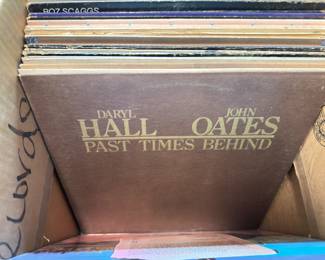 BOZ SCAGGS
DARYL JOHN
HALL OATES
PAST TIMES BEHIND